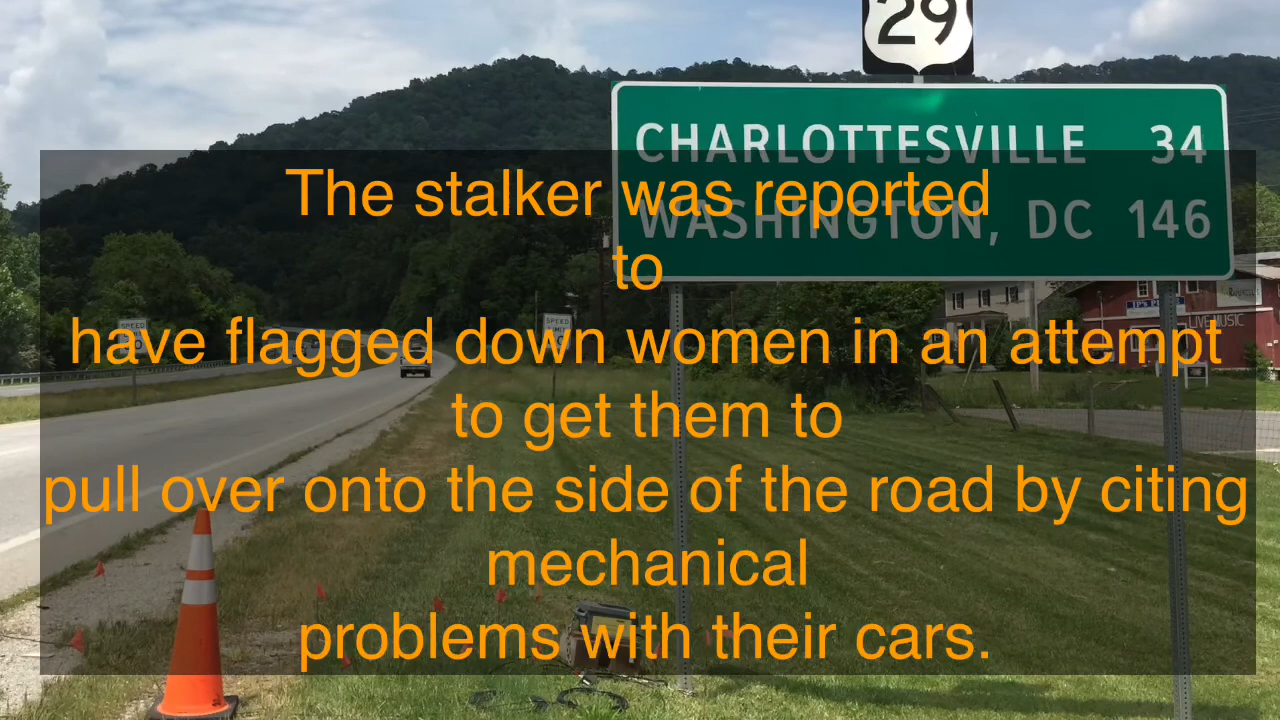 29
CHARLOTTESVILLE 34
WASHINGTON, DC 146
The stalker was reported
to
have flagged down women in an attempt
to get them to
pull over onto the side of the road by citing
mechanical
problems with their cars.
SPEED
SPEED
LIVE MUSIC